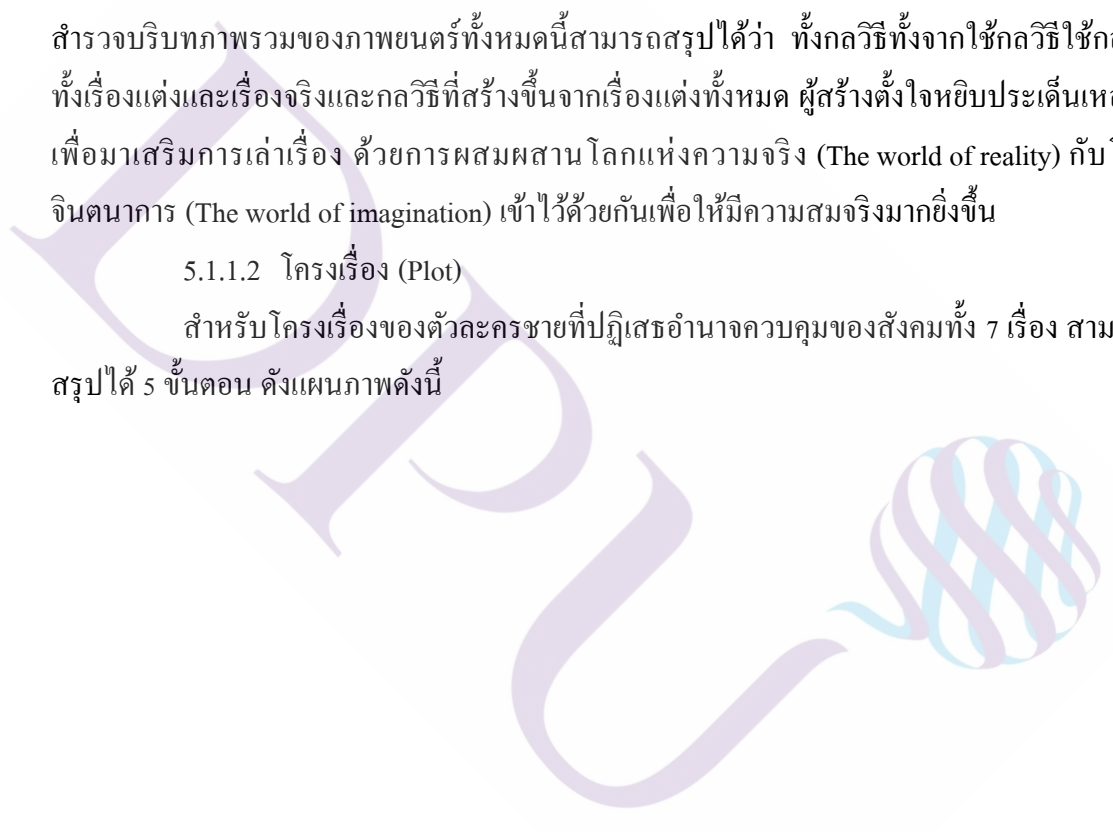 สำรวจบริบทภาพรวมของภาพยนตร์ทั้งหมดนี้สามารถสรุปได้ว่า ทั้งกลวิธีทั้งจากใช้กลวิธีใช้
ทั้งเรื่องแต่งและเรื่องจริงและกลวิธีที่สร้างขึ้นจากเรื่องแต่งทั้งหมด ผู้สร้างตั้งใจหยิบประเด็น
เพื่อมาเสริมการเล่าเรื่อง ด้วยการผสมผสานโลกแห่งความจริง (The world of reality) กับ
จินตนาการ (The world of imagination) เข้าไว้ด้วยกันเพื่อให้มีความสมจริงมากยิ่งขึ้น
5.1.1.2 โครงเรื่อง (Plot)
สำหรับโครงเรื่องของตัวละครชายที่ปฏิเสธอำนาจควบคุมของสังคมทั้ง 7 เรื่อง
สรุปได้ 5 ขั้นตอน ดังแผนภาพดังนี้
DPU